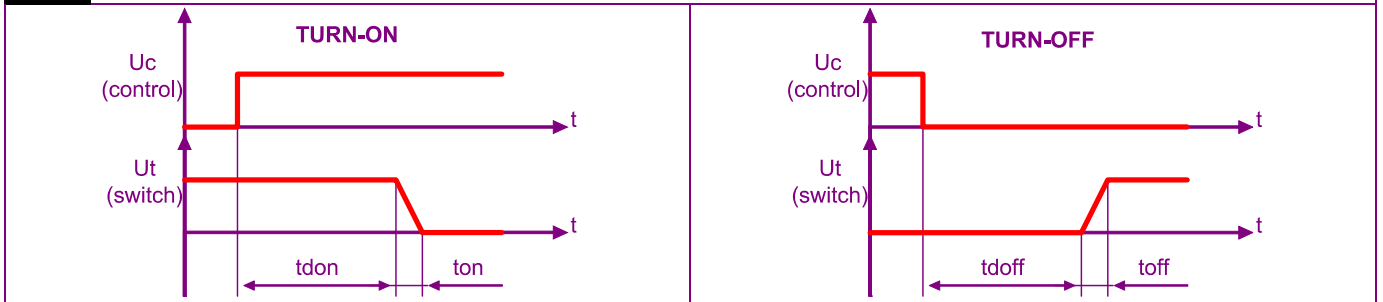 TURN-ON
Uc
(control)
t
Ut
(switch)
t
tdon
ton
TURN-OFF
Uc
(control)
t
Ut
(switch)
t
tdoff
toff